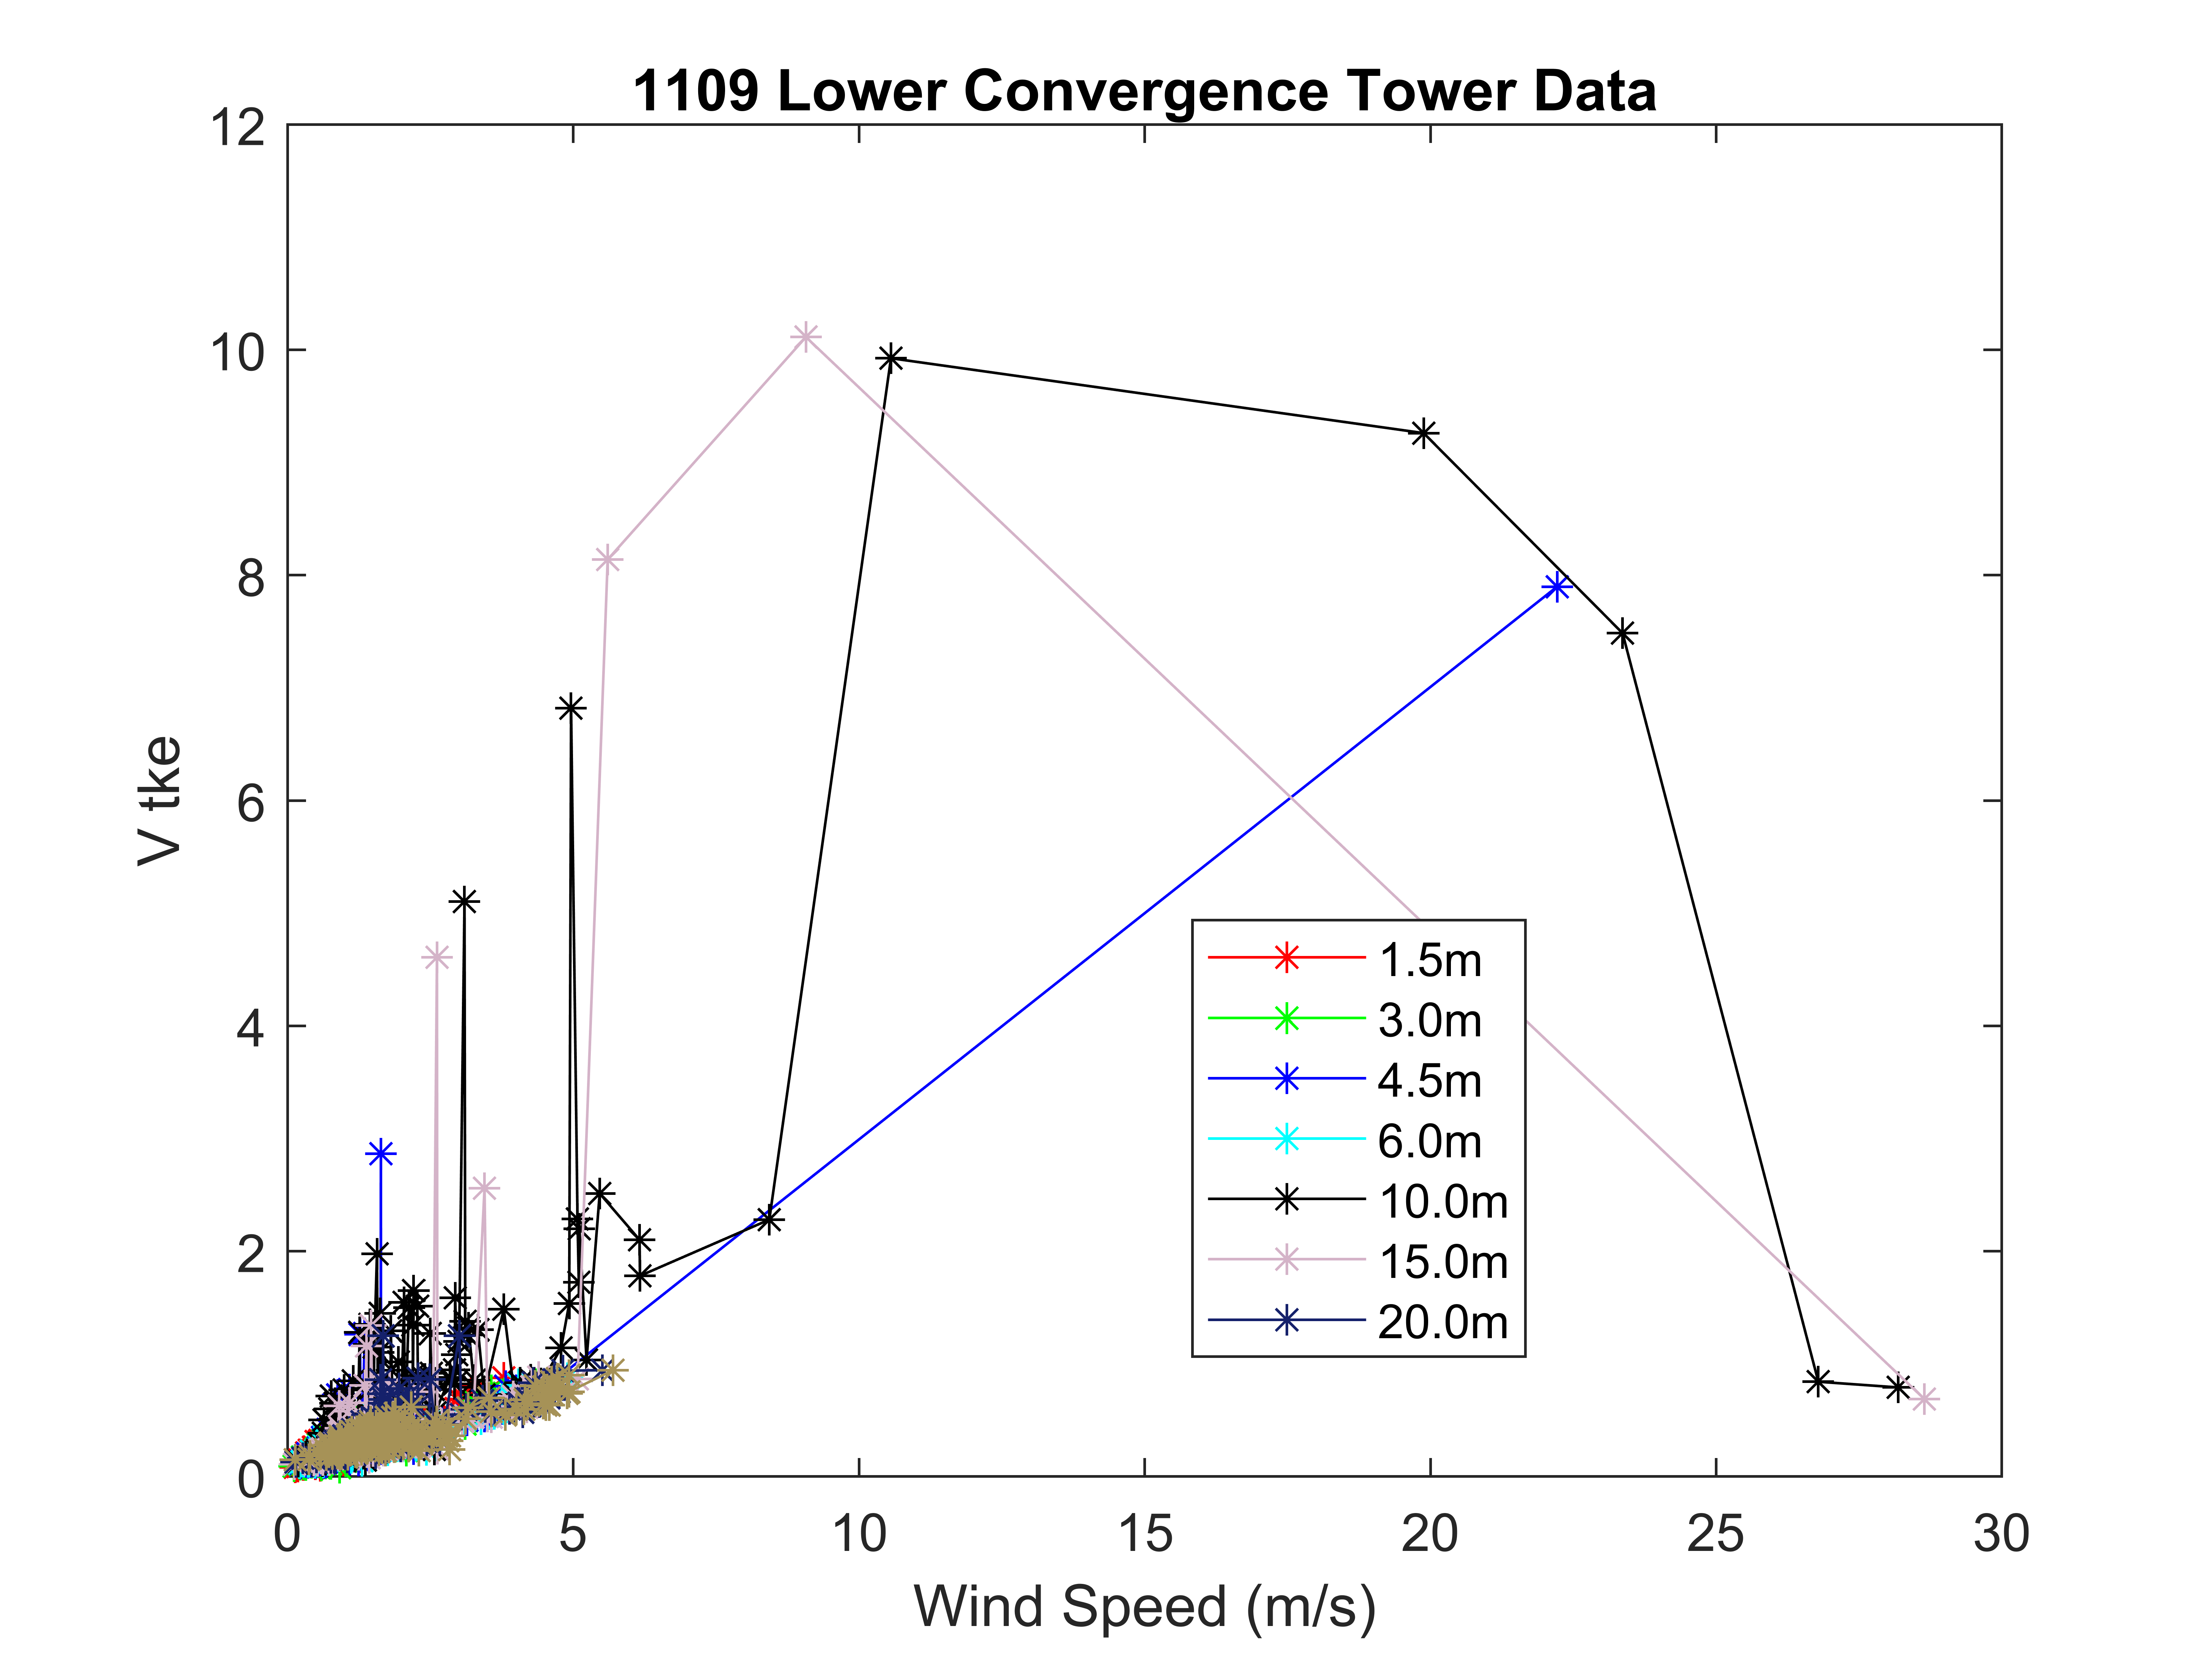 1109 Lower Convergence Tower Data
12
10
8
6
4
2
0
V tke
1.5m
3.0m
4.5m
6.0m
10.0m
15.0m
20.0m
0 5 10 15 20 25 30
Wind Speed (m/s)